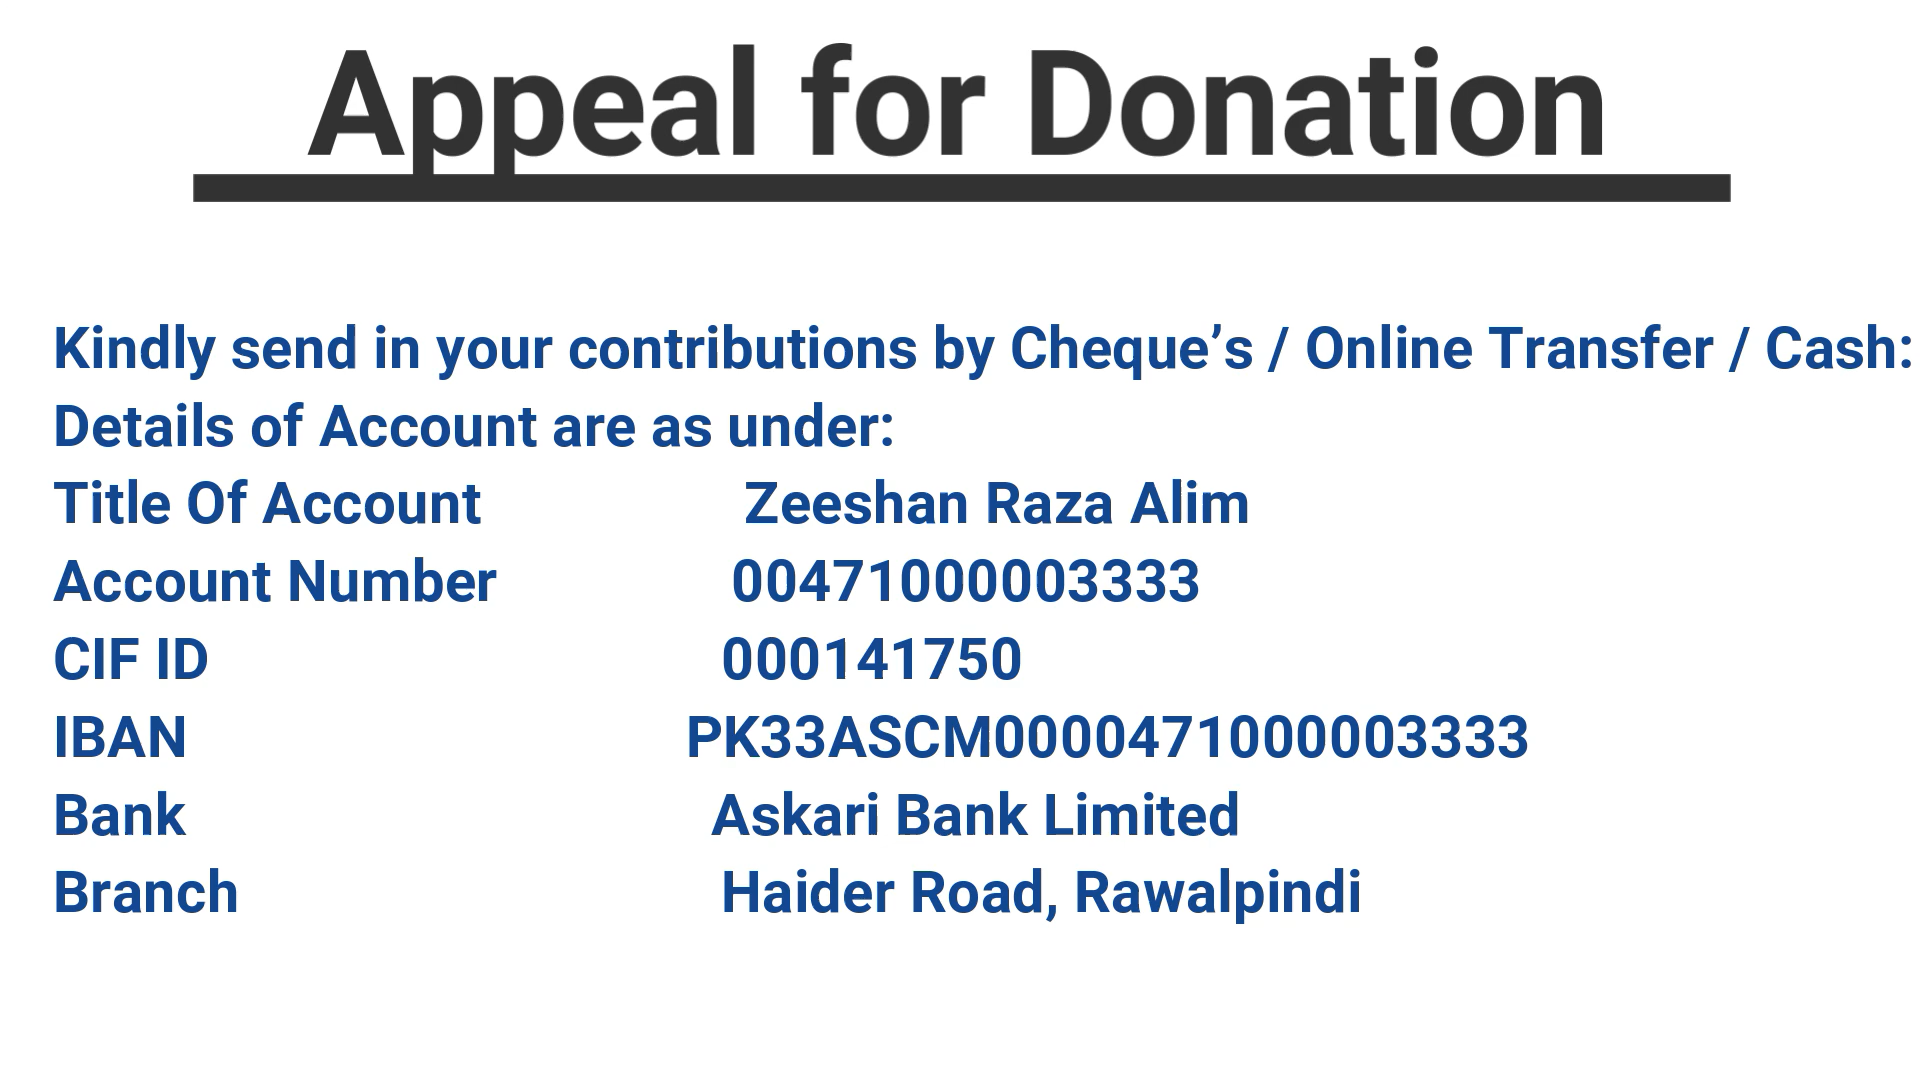 Appeal for Donation
Kindly send in your contributions by Cheque’s / Online Transfer / Cash:
Details of Account are as under:
Title Of Account Zeeshan Raza Alim
Account Number 00471000003333
CIF ID 000141750
IBAN PK33ASCM0000471000003333
Bank Askari Bank Limited
Branch Haider Road, Rawalpindi